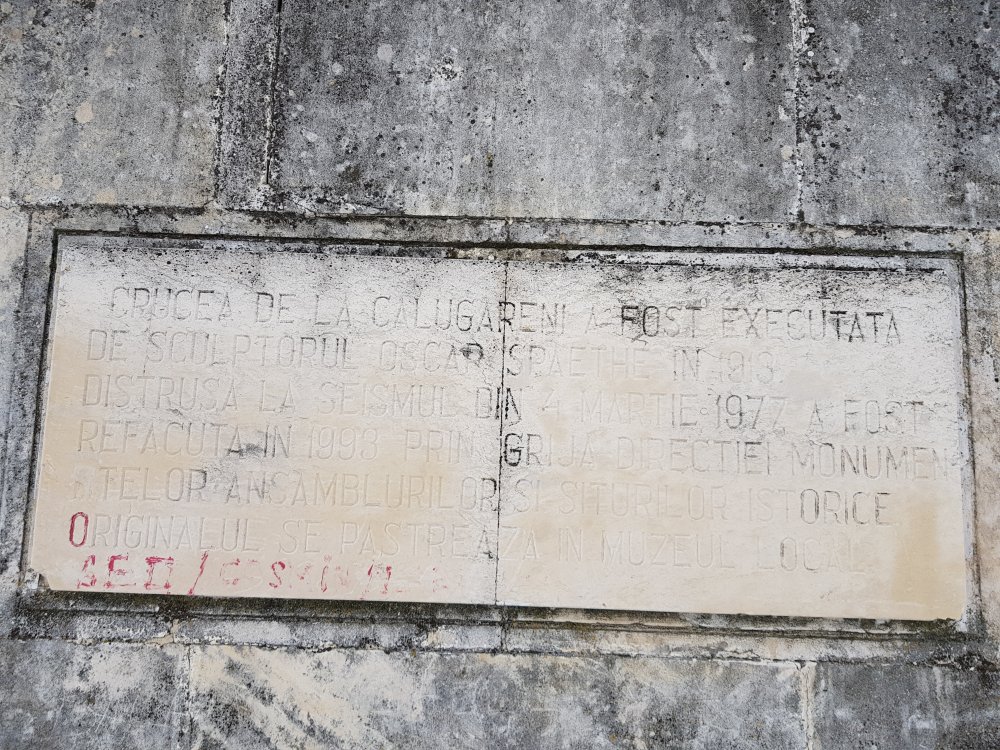 CRUCEA DE LA CALUGARENI A FOST EXECUTATA
DE SCULPTORUL OSCAR SPAETHE IN 1913
DISTRUSA LA SEISMUL DIN 4 MARTIE 1977 A FOST
REFACUTA IN 1993 PRIN GRIJA DIRECTIEI MONUMEN
TELOR ANSAMBLURILOR SI SITURILOR ISTORICE
ORIGINALUL SE PASTREAZA IN MUZEUL LOCAL